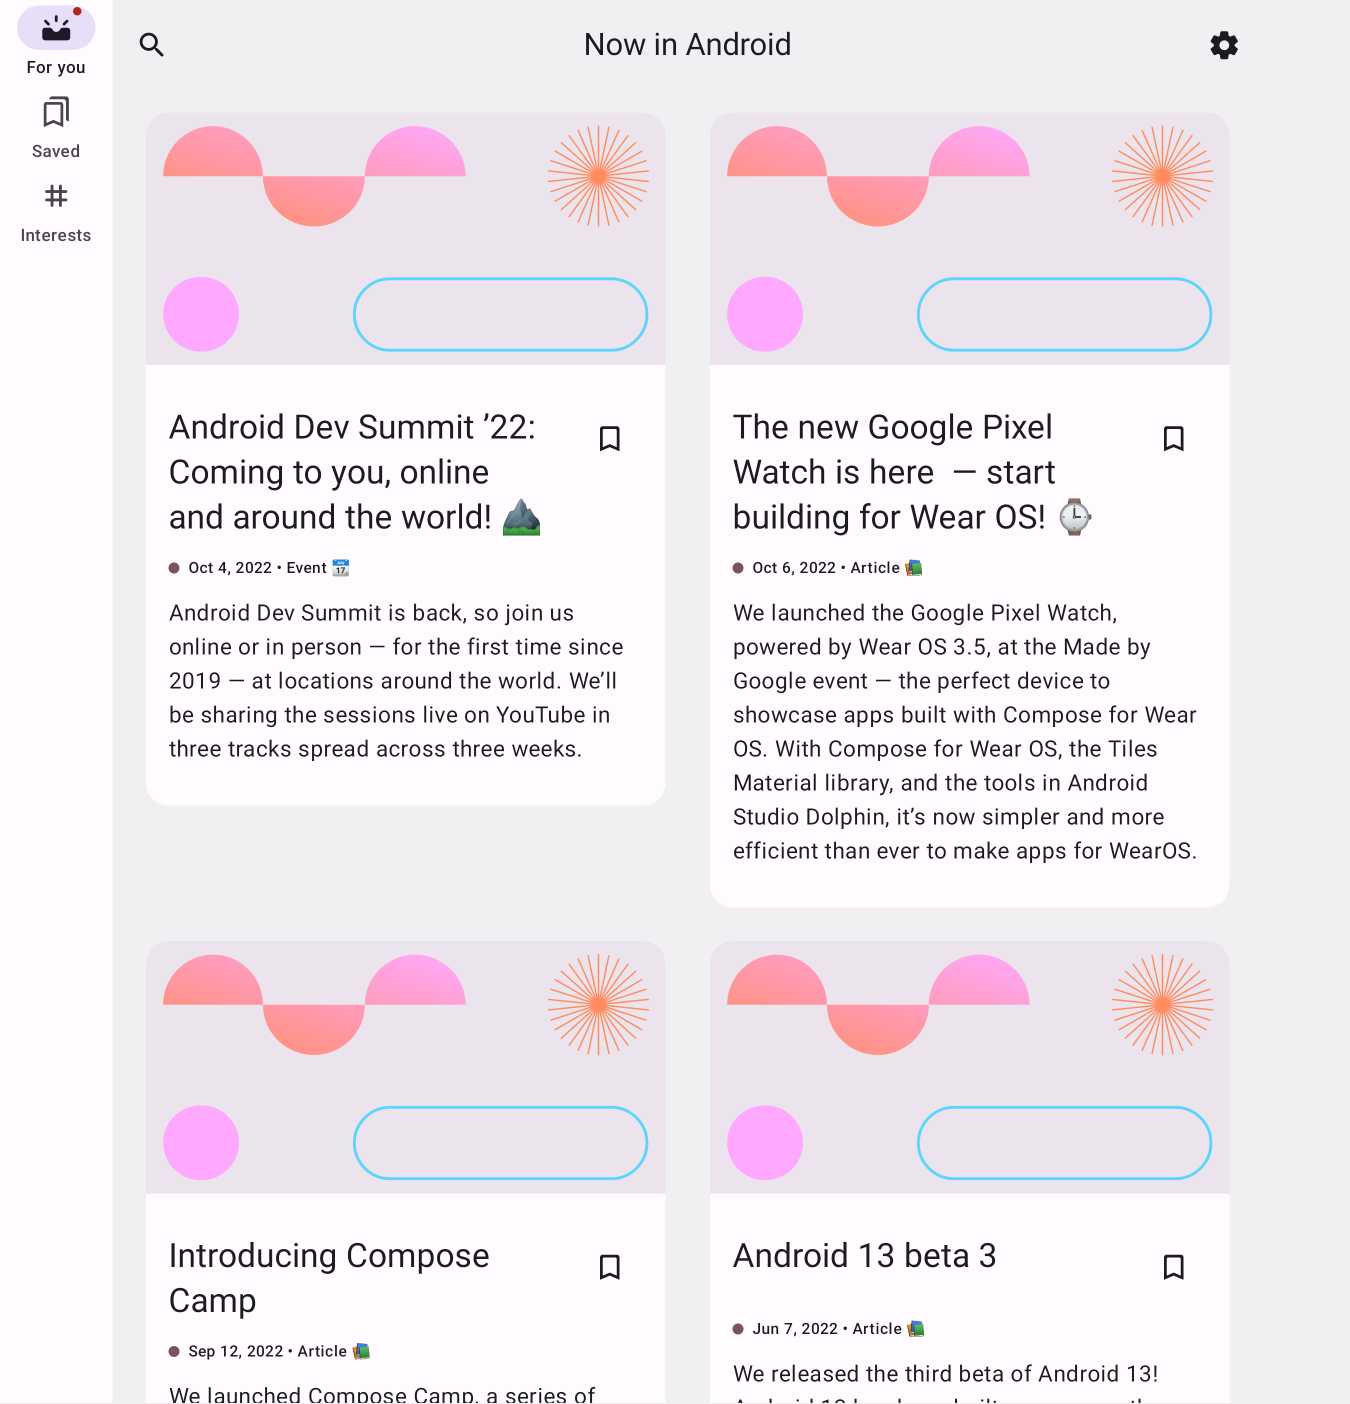 For you
Saved
Interests
Now in Android
Android Dev Summit ’22:
Coming to you, online
and around the world! ⛰️
Oct 4, 2022 • Event 📆
Android Dev Summit is back, so join us
online or in person — for the first time since
2019 — at locations around the world. We’ll
be sharing the sessions live on YouTube in
three tracks spread across three weeks.
The new Google Pixel
Watch is here  — start
building for Wear OS! ⌚
Oct 6, 2022 • Article 📚
We launched the Google Pixel Watch,
powered by Wear OS 3.5, at the Made by
Google event — the perfect device to
showcase apps built with Compose for Wear
OS. With Compose for Wear OS, the Tiles
Material library, and the tools in Android
Studio Dolphin, it’s now simpler and more
efficient than ever to make apps for WearOS.
Introducing Compose
Camp
Sep 12, 2022 • Article 📚
We launched Compose Camp, a series of
Android 13 beta 3
Jun 7, 2022 • Article 📚
We released the third beta of Android 13!